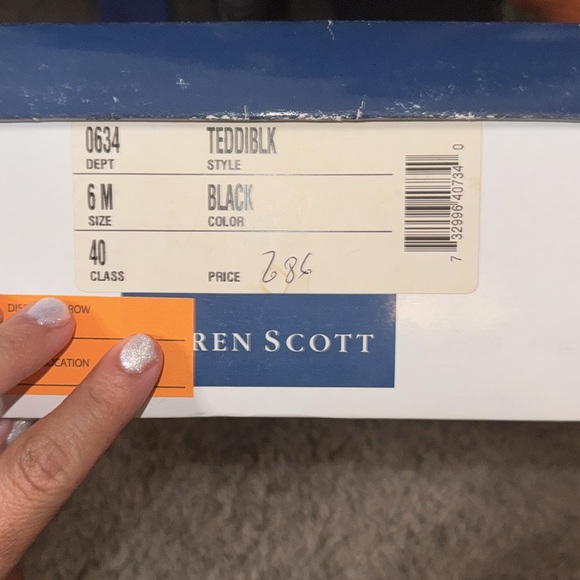 0634 TEDDIBLK
DEPT STYLE
6 M BLACK
SIZE COLOR
40
CLASS PRICE 286
7 32996 40734 0
ROW
OCATION
REN SCOTT